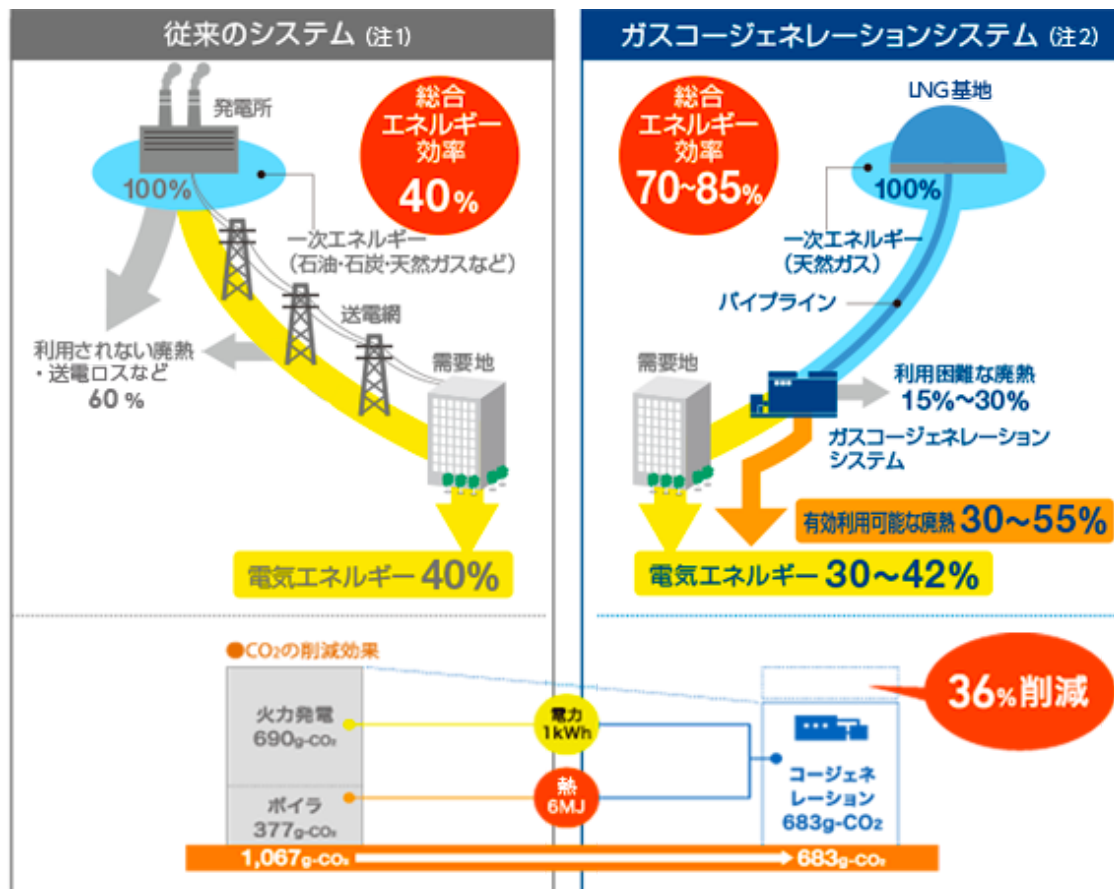 従来のシステム (注1)
発電所
100%
総合
エネルギー
効率
40%
一次エネルギー
(石油・石炭・天然ガスなど)
送電網
利用されない廃熱
・送電ロスなど
60 %
需要地
電気エネルギー 40%
ガスコージェネレーションシステム (注2)
総合
エネルギー
効率
70~85%
LNG基地
100%
一次エネルギー
(天然ガス)
パイプライン
需要地
利用困難な廃熱
15%~30%
ガスコージェネレーション
システム
有効利用可能な廃熱 30~55%
電気エネルギー 30~42%
●CO₂の削減効果
火力発電
690g-CO₂
ボイラ
377g-CO₂
電力
1kWh
熱
6MJ
36%削減
コージェネ
レーション
683g-CO₂
1,067g-CO₂
683g-CO₂